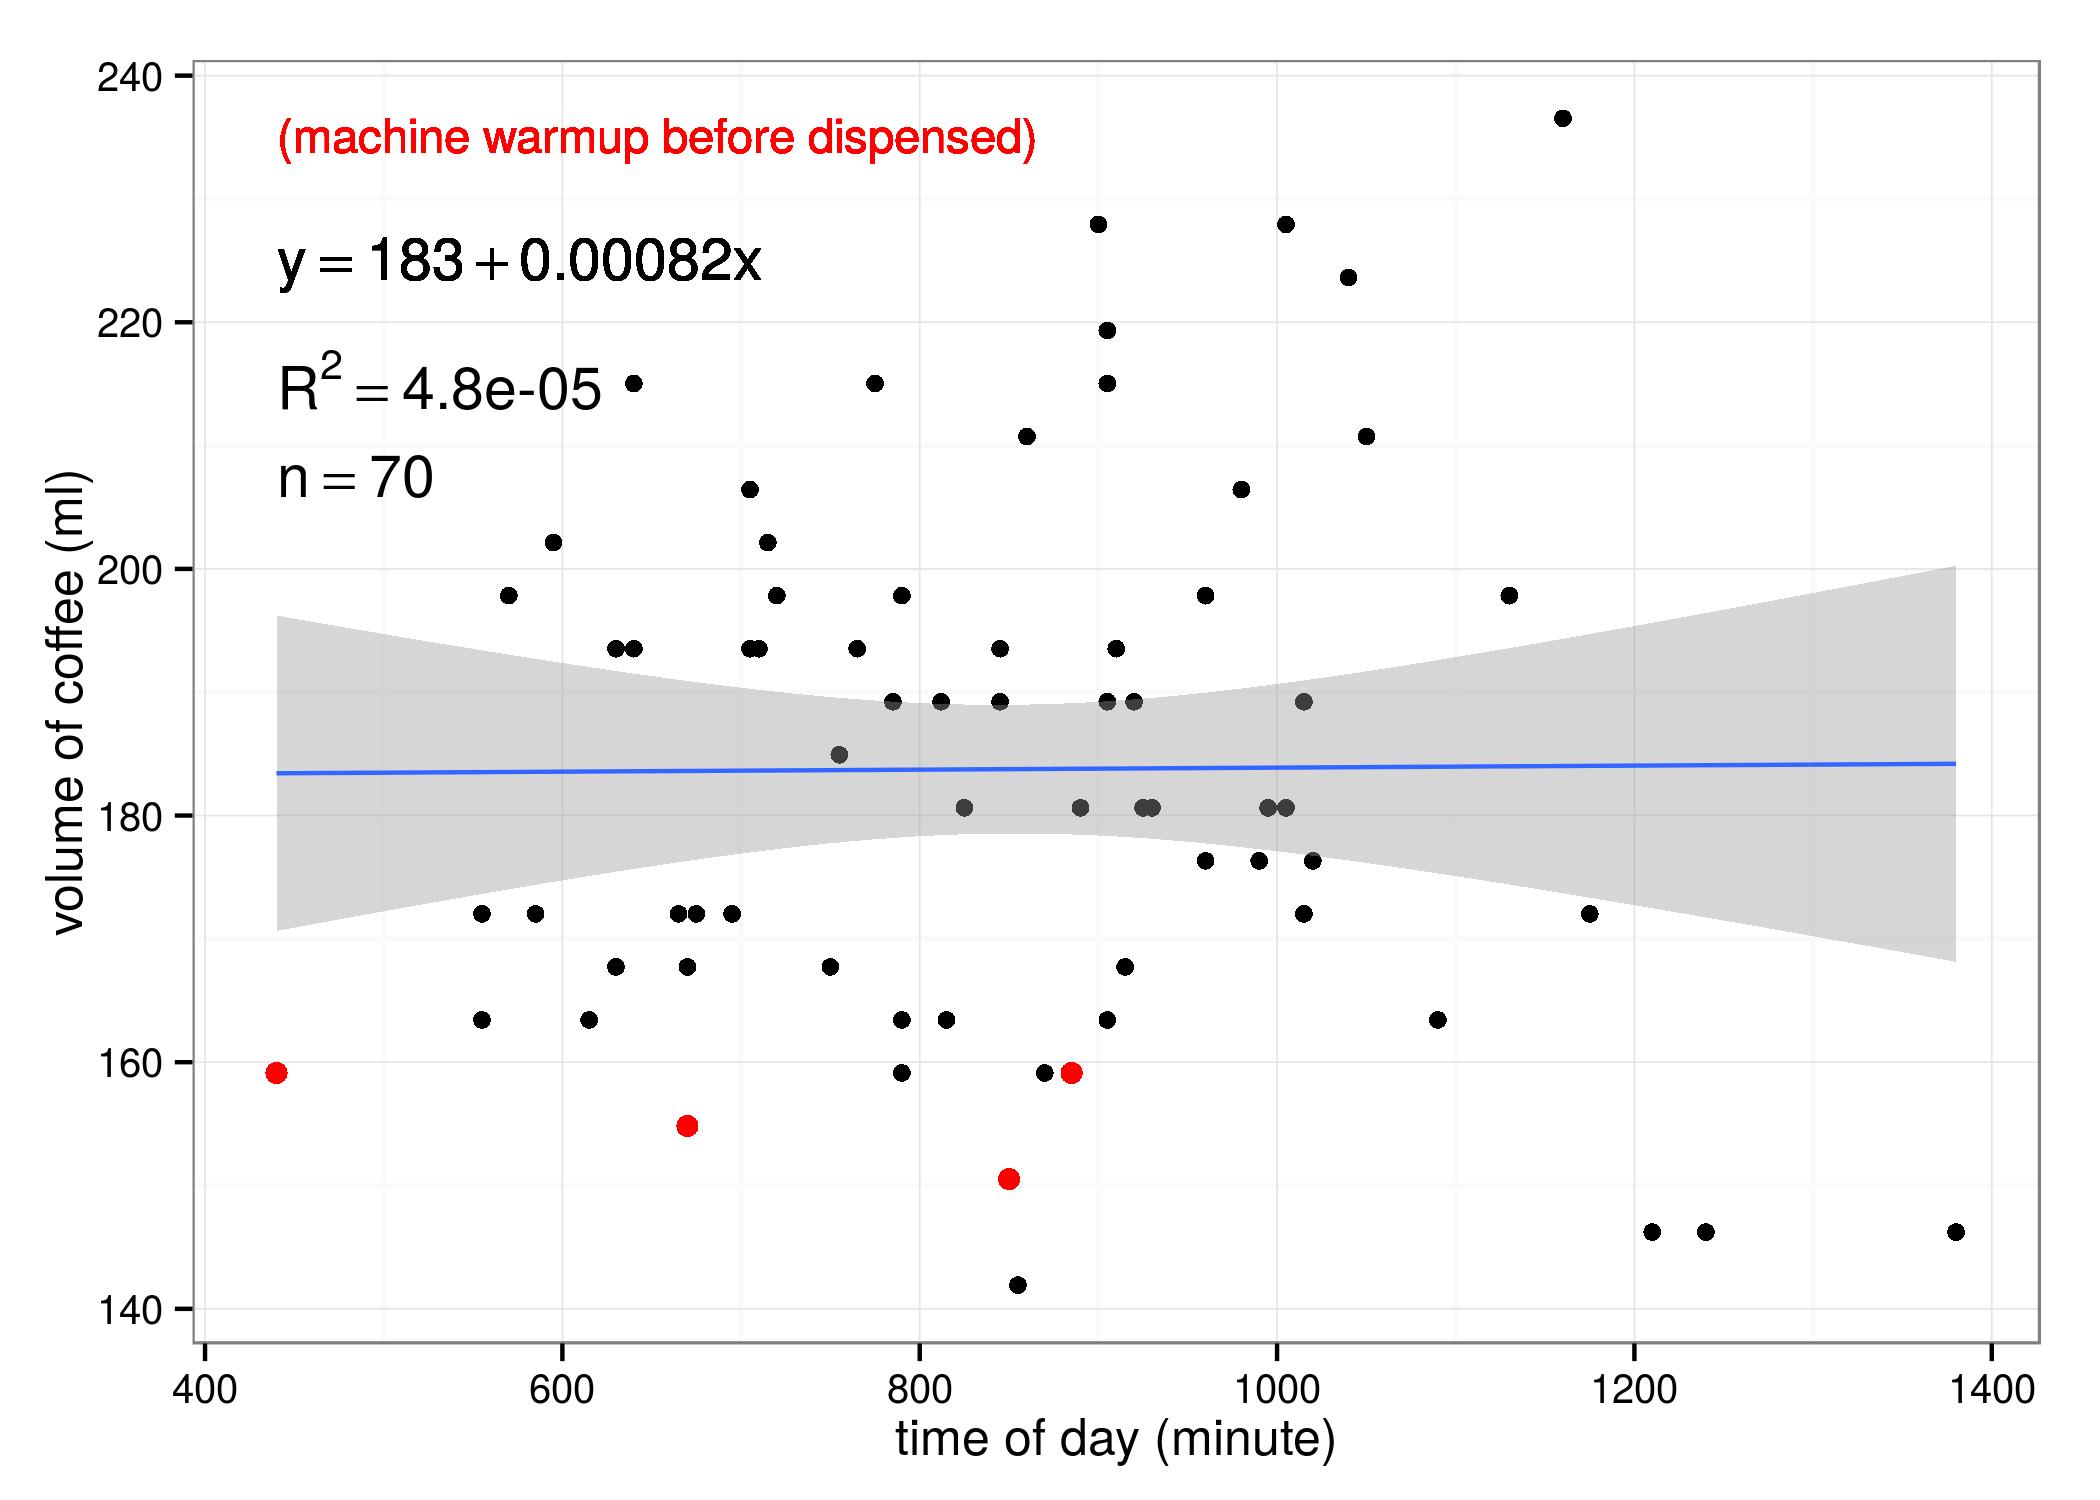 240
(machine warmup before dispensed)
y = 183 + 0.00082x
220
R² = 4.8e-05
n = 70
200
180
160
140
volume of coffee (ml)
400 600 800 1000 1200 1400
time of day (minute)